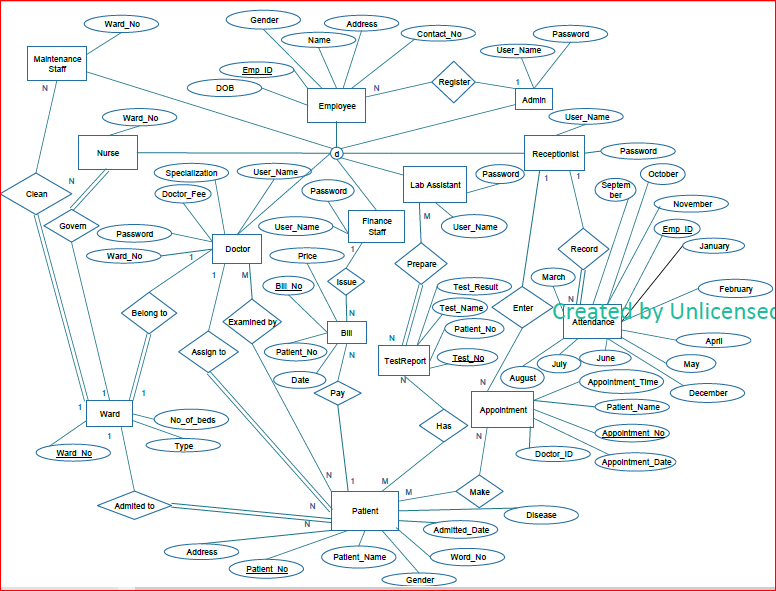 Gender
Address
Ward_No
Name
Contact_No
Password
User_Name
Maintenance
Staff
Emp_ID
Register
N
1
N
DOB
Employee
Admin
Ward_No
User_Name
Nurse
d
Receptionist
Password
Specialization
User_Name
Password
October
Lab Assistant
1
1
N
Clean
Doctor_Fee
Password
Septem
ber
November
M
Govern
User_Name
Finance
Staff
User_Name
Emp_ID
Password
Doctor
1
Record
January
Ward_No
1
Price
Prepare
1
M
March
Bill_No
Issue
Test_Result
February
N
Belong to
Examined by
N
Test_Name
Enter
Created by Unlicensed
Attendance
Patient_No
Bill
N
April
Assign to
Patient_No
N
TestReport
Test_No
July
June
May
Date
N
August
Appointment_Time
1
1
1
Pay
N
December
Ward
No_of_beds
Appointment
Patient_Name
1
Has
N
Appointment_No
Ward_No
Type
Doctor_ID
Appointment_Date
N
1
M
M
Make
Admited to
N
Patient
Disease
N
Admitted_Date
Address
Patient_Name
Word_No
Patient_No
Gender